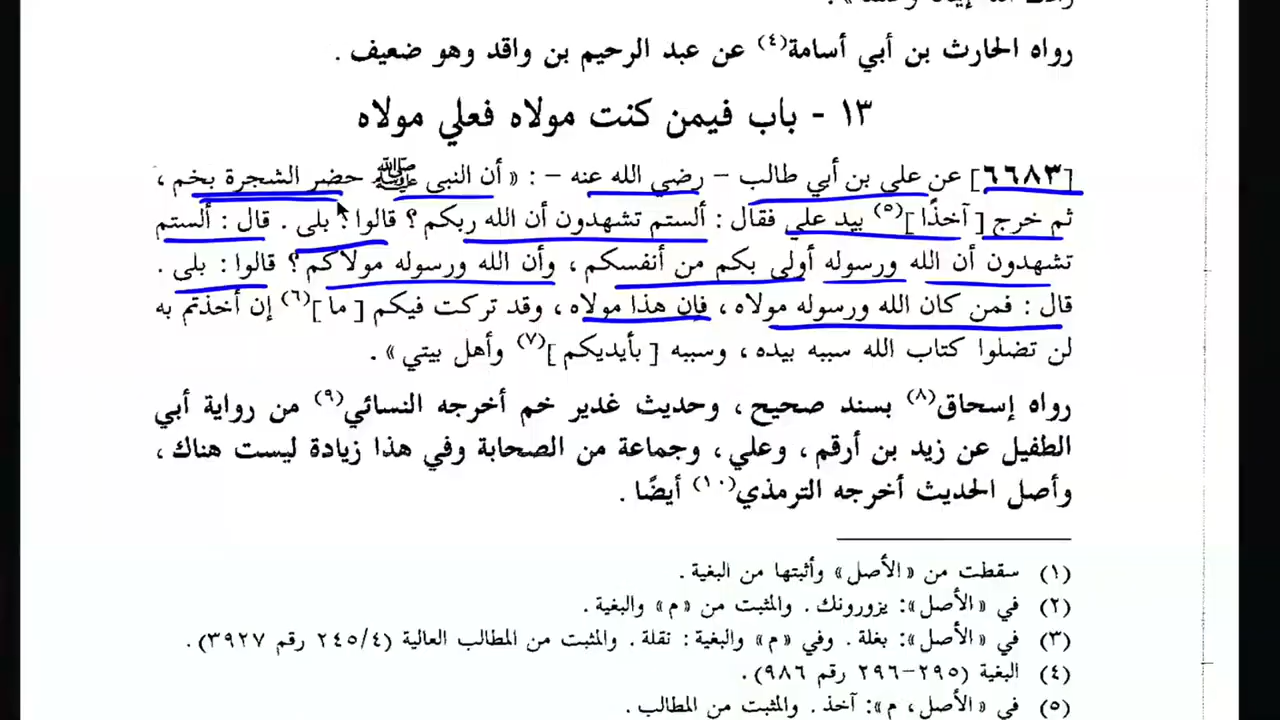 رواه الحارث بن أبي أسامة(٤) عن عبد الرحيم بن واقد وهو ضعيف .
١٣ - باب فيمن كنت مولاه فعلي مولاه
[٦٦٨٣] عن علي بن أبي طالب – رضي الله عنه – : « أن النبي ﷺ حضر الشجرة بخم ،
ثم خرج [ آخذًا ](٥) بيد علي فقال : ألستم تشهدون أن الله ربكم ؟ قالوا : بلى . قال : ألستم
تشهدون أن الله ورسوله أولى بكم من أنفسكم ، وأن الله ورسوله مولاكم ؟ قالوا : بلى .
قال : فمن كان الله ورسوله مولاه ، فإن هذا مولاه ، وقد تركت فيكم [ ما ](٦) إن أخذتم به
لن تضلوا كتاب الله سببه بيده ، وسببه [ بأيديكم ](٧) وأهل بيتي » .
رواه إسحاق(٨) بسند صحيح ، وحديث غدير خم أخرجه النسائي(٩) من رواية أبي
الطفيل عن زيد بن أرقم ، وعلي ، وجماعة من الصحابة وفي هذا زيادة ليست هناك ،
وأصل الحديث أخرجه الترمذي(١٠) أيضًا .
(١) سقطت من «الأصل» وأثبتها من البغية .
(٢) في «الأصل»: يزورونك . والمثبت من «م» والبغية .
(٣) في «الأصل»: بغلة . وفي «م» والبغية : نقلة . والمثبت من المطالب العالية (٤/ ٢٤٥ رقم ٣٩٢٧) .
(٤) البغية (٢٩٥–٢٩٦ رقم ٩٨٦) .
(٥) في «الأصل ، م»: آخذ . والمثبت من المطالب .